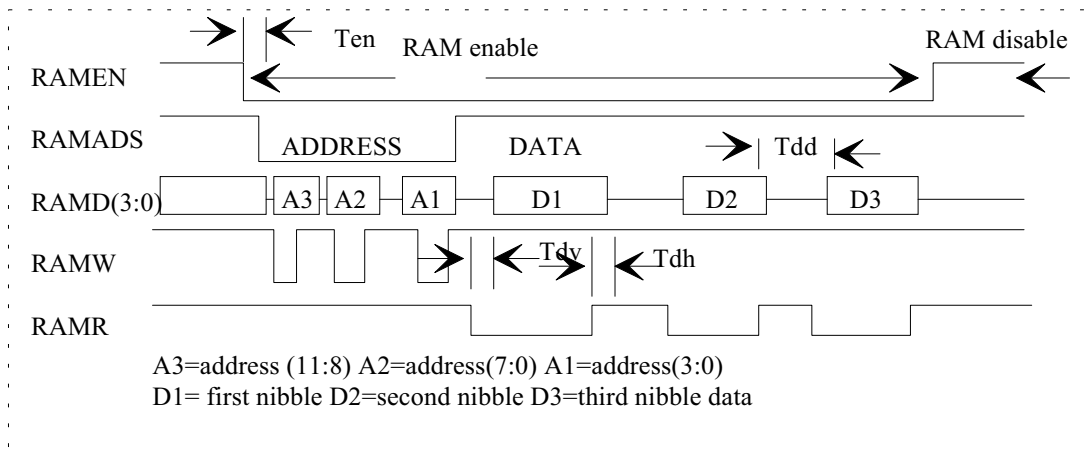 Ten
RAM enable
RAM disable
RAMEN
RAMADS
ADDRESS
DATA
Tdd
RAMD(3:0)
A3
A2
A1
D1
D2
D3
RAMW
Tdv
Tdh
RAMR
A3=address (11:8) A2=address(7:0) A1=address(3:0)
D1= first nibble D2=second nibble D3=third nibble data